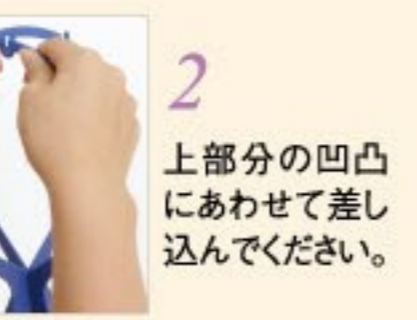 2
上部分の凹凸
にあわせて差し
込んでください。